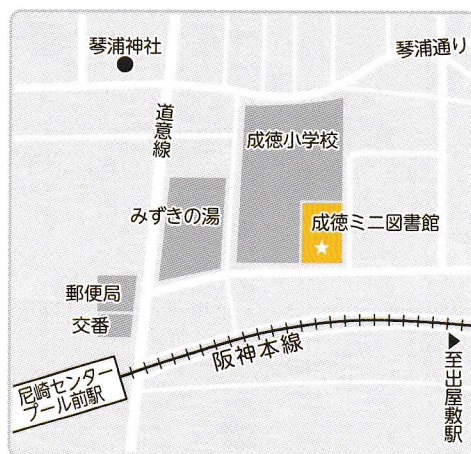 琴浦神社
琴浦通り
道意線
成徳小学校
みずきの湯
成徳ミニ図書館
郵便局
交番
阪神本線
尼崎センター
プール前駅
至出屋敷駅